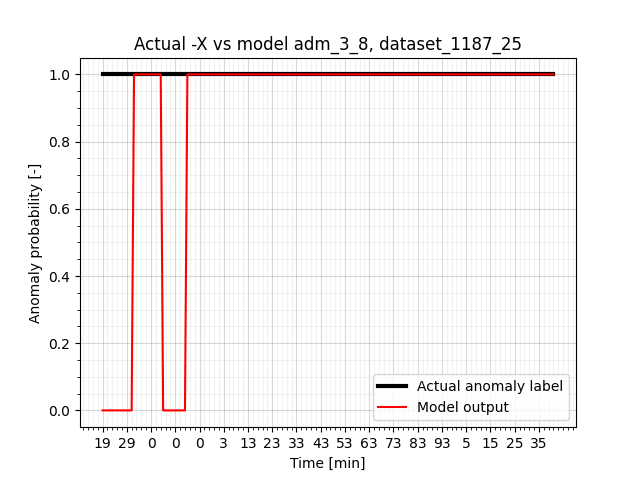 Actual -X vs model adm_3_8, dataset_1187_25
Anomaly probability [-]
1.0
0.8
0.6
0.4
0.2
0.0
Actual anomaly label
Model output
19 29 0 0 0 3 13 23 33 43 53 63 73 83 93 5 15 25 35
Time [min]